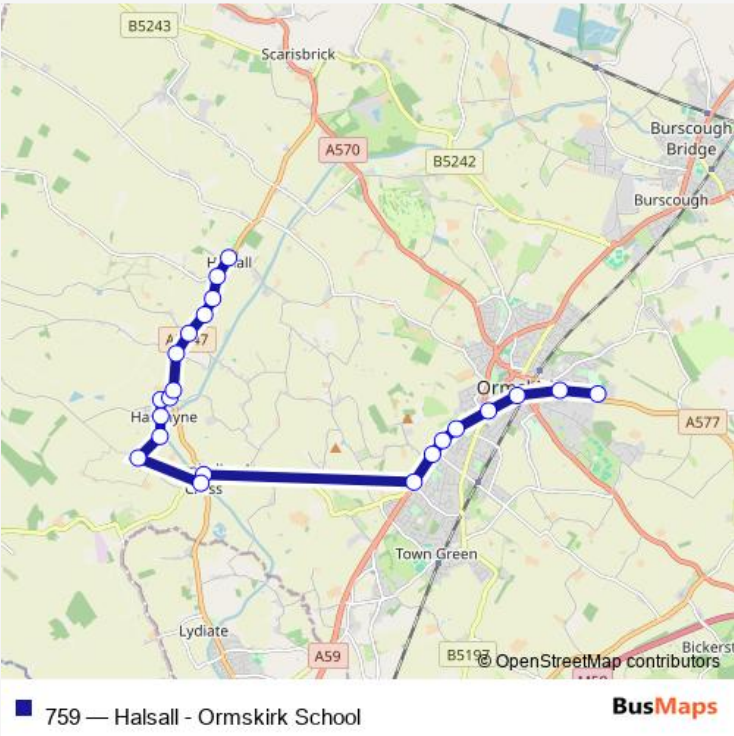 B5243
Scarisbrick
A570
B5242
Burscough
Bridge
Burscough
A577
Town Green
Lydiate
A59
B5197
Bickerst
© OpenStreetMap contributors
759 — Halsall - Ormskirk School
BusMaps